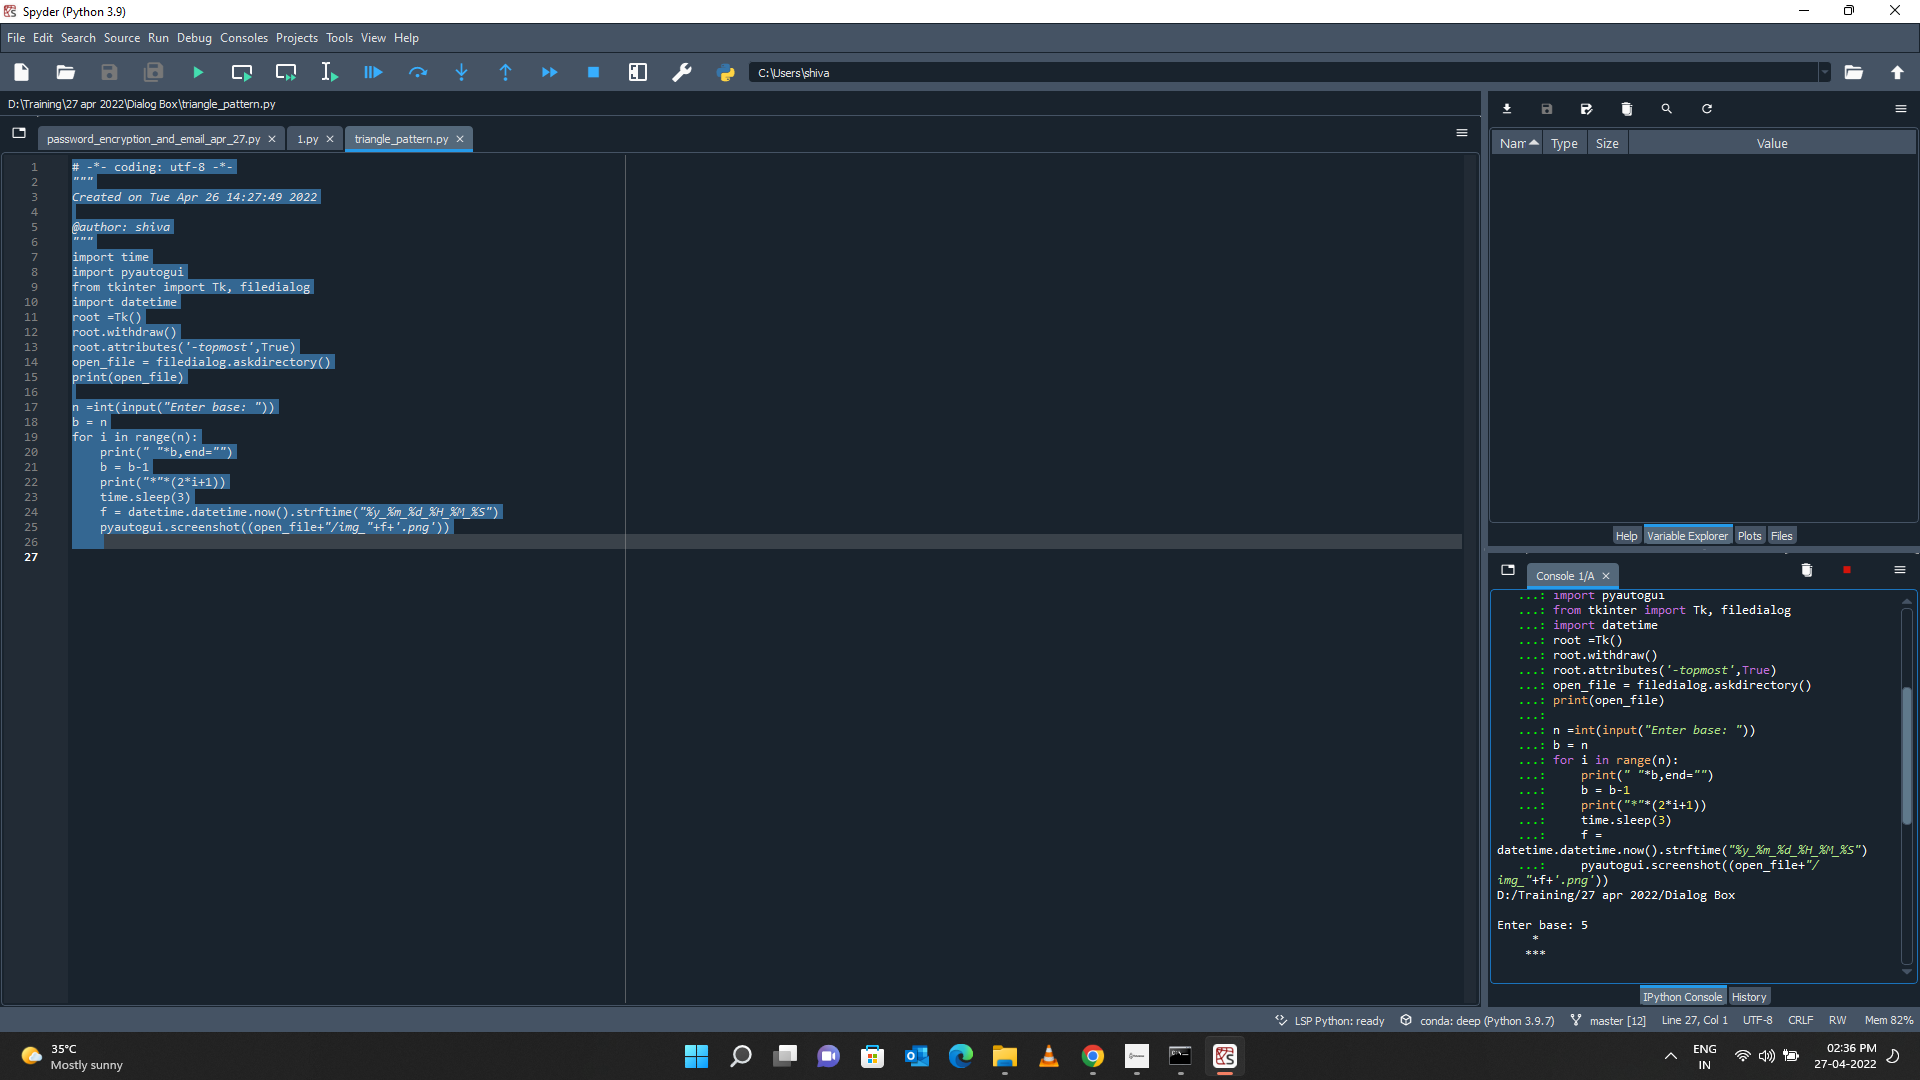 Spyder (Python 3.9)
File Edit Search Source Run Debug Consoles Projects Tools View Help
C:\Users\shiva
D:\Training\27 apr 2022\Dialog Box\triangle_pattern.py
password_encryption_and_email_apr_27.py 1.py triangle_pattern.py
1 # -*- coding: utf-8 -*-
2 """
3 Created on Tue Apr 26 14:27:49 2022
4
5 @author: shiva
6 """
7 import time
8 import pyautogui
9 from tkinter import Tk, filedialog
10 import datetime
11 root =Tk()
12 root.withdraw()
13 root.attributes('-topmost',True)
14 open_file = filedialog.askdirectory()
15 print(open_file)
16
17 n =int(input("Enter base: "))
18 b = n
19 for i in range(n):
20     print(" "*b,end="")
21     b = b-1
22     print("*"*(2*i+1))
23     time.sleep(3)
24     f = datetime.datetime.now().strftime("%y_%m_%d_%H_%M_%S")
25     pyautogui.screenshot((open_file+"/img_"+f+'.png'))
26
27
Nam Type Size Value
Help Variable Explorer Plots Files
Console 1/A
...: import pyautogui
...: from tkinter import Tk, filedialog
...: import datetime
...: root =Tk()
...: root.withdraw()
...: root.attributes('-topmost',True)
...: open_file = filedialog.askdirectory()
...: print(open_file)
...:
...: n =int(input("Enter base: "))
...: b = n
...: for i in range(n):
...:     print(" "*b,end="")
...:     b = b-1
...:     print("*"*(2*i+1))
...:     time.sleep(3)
...:     f =
datetime.datetime.now().strftime("%y_%m_%d_%H_%M_%S")
...:     pyautogui.screenshot((open_file+"/
img_"+f+'.png'))
D:/Training/27 apr 2022/Dialog Box
Enter base: 5
*
***
IPython Console History
LSP Python: ready conda: deep (Python 3.9.7) master [12] Line 27, Col 1 UTF-8 CRLF RW Mem 82%
35°C
Mostly sunny
ENG
IN
02:36 PM
27-04-2022